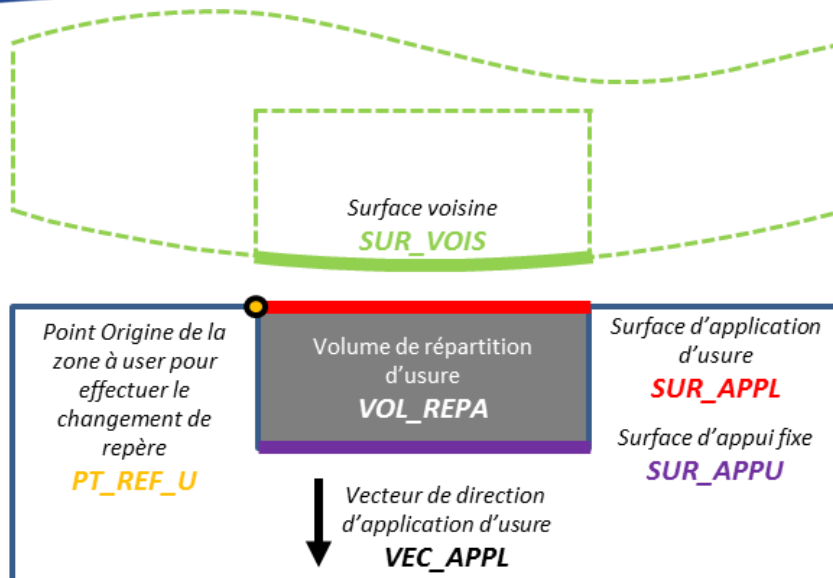 Surface voisine
SUR_VOIS
Point Origine de la
zone à user pour
effectuer le
changement de
repère
PT_REF_U
Volume de répartition
d'usure
VOL_REPA
Surface d'application
d'usure
SUR_APPL
Surface d'appui fixe
SUR_APPU
Vecteur de direction
d'application d'usure
VEC_APPL